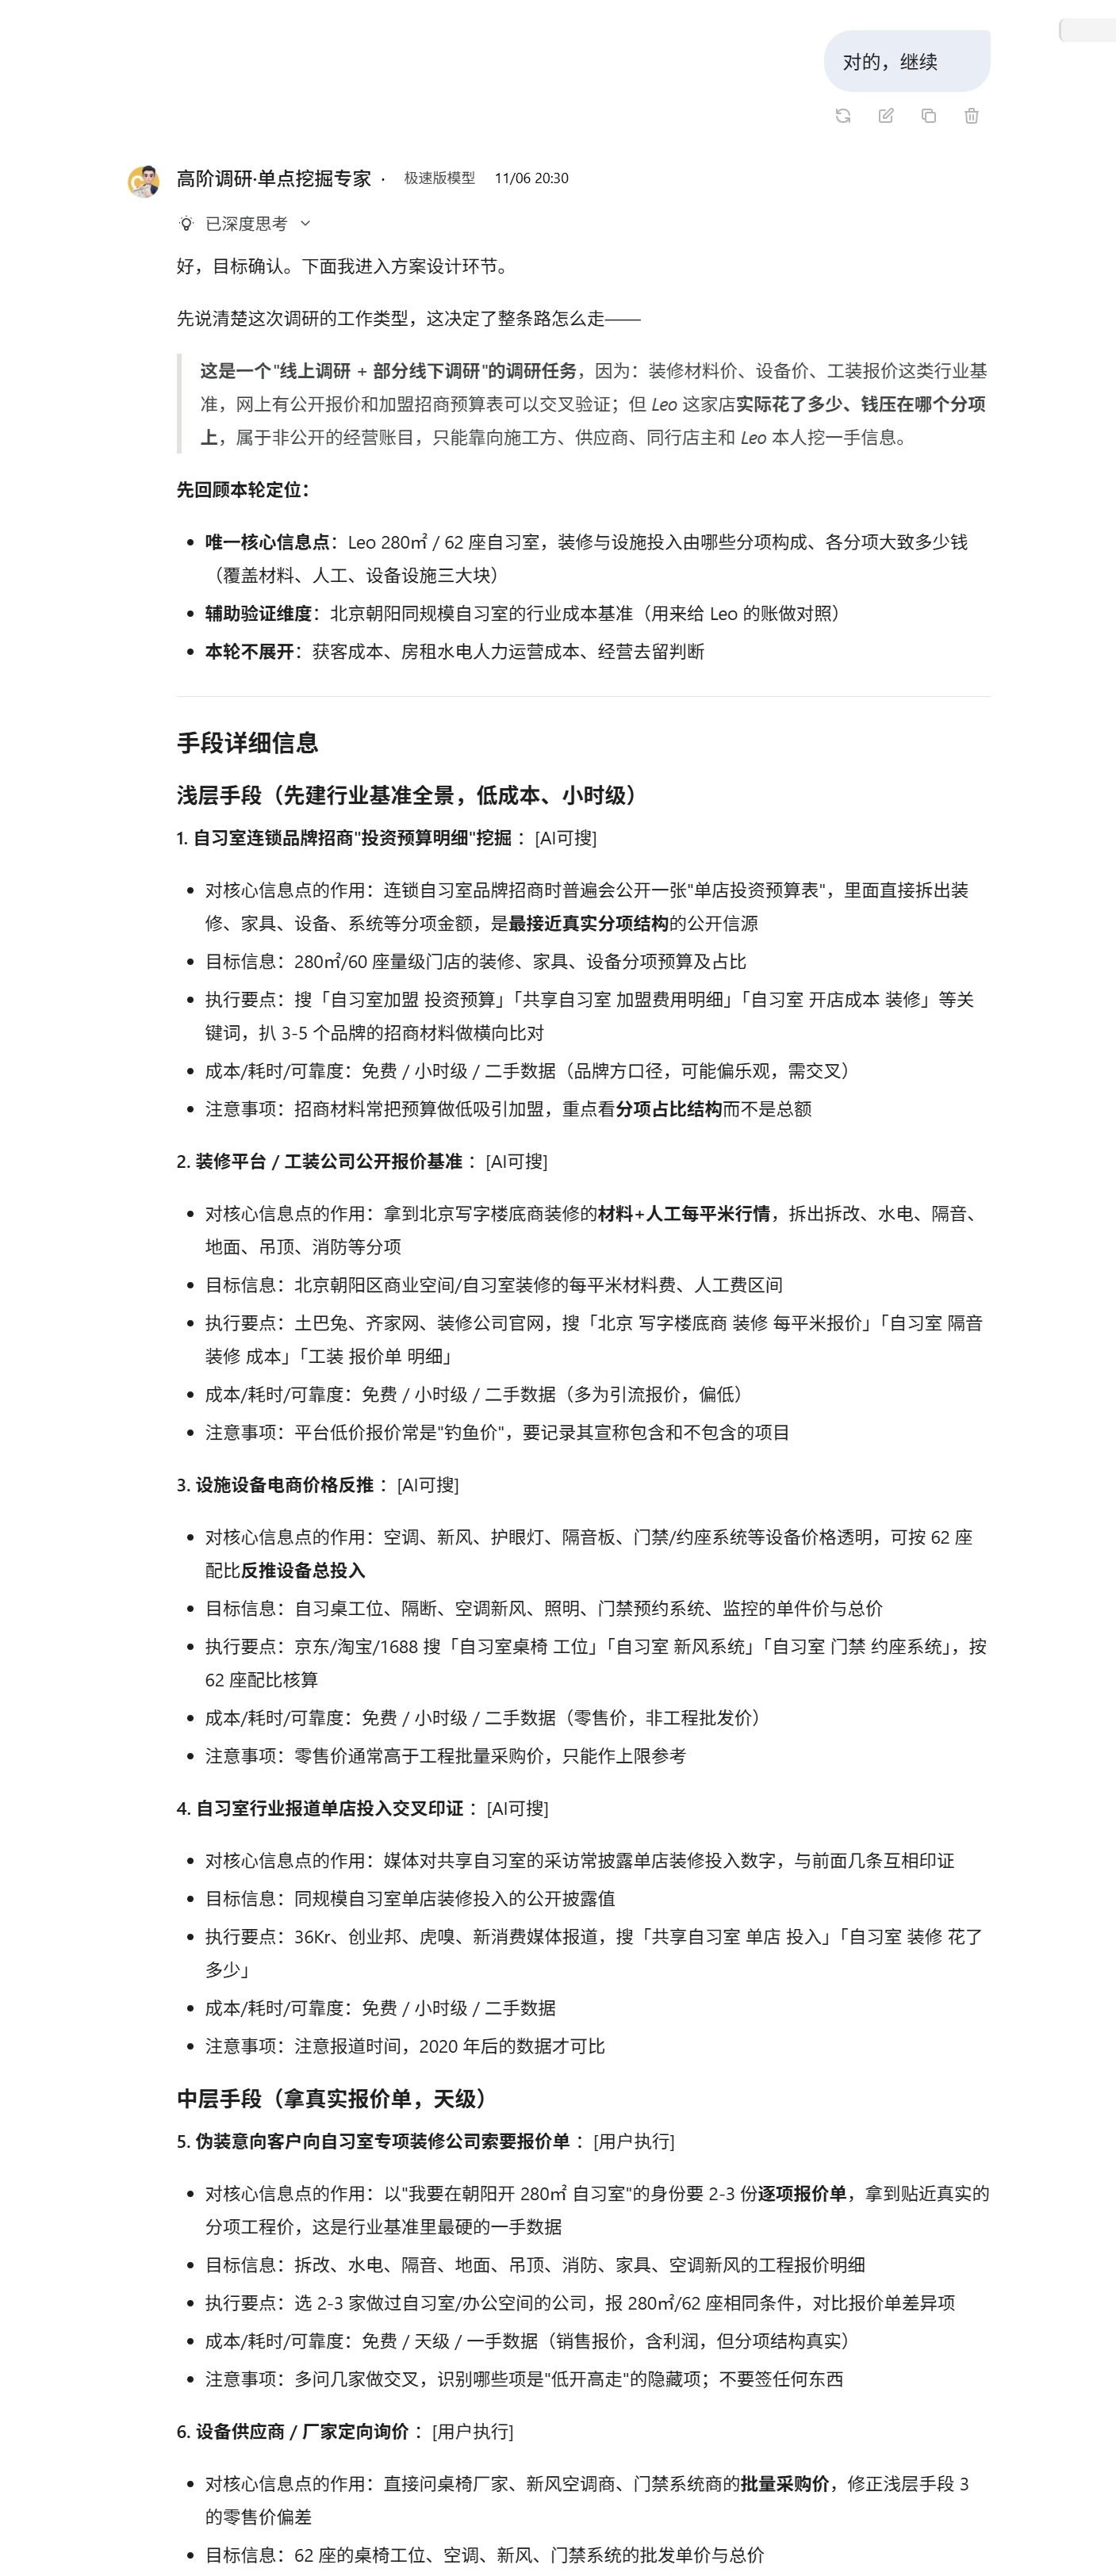 对的，继续
高阶调研·单点挖掘专家 · 极速版模型 11/06 20:30
已深度思考
好，目标确认。下面我进入方案设计环节。
先说清楚这次调研的工作类型，这决定了整条路怎么走——
这是一个"线上调研 + 部分线下调研"的调研任务，因为：装修材料价、设备价、工装报价这类行业基
准，网上有公开报价和加盟招商预算表可以交叉验证；但 Leo 这家店实际花了多少、钱压在哪个分项
上，属于非公开的经营账目，只能靠向施工方、供应商、同行店主和 Leo 本人挖一手信息。
先回顾本轮定位：
• 唯一核心信息点：Leo 280㎡ / 62 座自习室，装修与设施投入由哪些分项构成、各分项大致多少钱
（覆盖材料、人工、设备设施三大块）
• 辅助验证维度：北京朝阳同规模自习室的行业成本基准（用来给 Leo 的账做对照）
• 本轮不展开：获客成本、房租水电人力运营成本、经营去留判断
手段详细信息
浅层手段（先建行业基准全景，低成本、小时级）
1. 自习室连锁品牌招商"投资预算明细"挖掘 ：[AI可搜]
• 对核心信息点的作用：连锁自习室品牌招商时普遍会公开一张"单店投资预算表"，里面直接拆出装
修、家具、设备、系统等分项金额，是最接近真实分项结构的公开信源
• 目标信息：280㎡/60 座量级门店的装修、家具、设备分项预算及占比
• 执行要点：搜「自习室加盟 投资预算」「共享自习室 加盟费用明细」「自习室 开店成本 装修」等关
键词，扒 3-5 个品牌的招商材料做横向比对
• 成本/耗时/可靠度：免费 / 小时级 / 二手数据（品牌方口径，可能偏乐观，需交叉）
• 注意事项：招商材料常把预算做低吸引加盟，重点看分项占比结构而不是总额
2. 装修平台 / 工装公司公开报价基准 ：[AI可搜]
• 对核心信息点的作用：拿到北京写字楼底商装修的材料+人工每平米行情，拆出拆改、水电、隔音、
地面、吊顶、消防等分项
• 目标信息：北京朝阳区商业空间/自习室装修的每平米材料费、人工费区间
• 执行要点：土巴兔、齐家网、装修公司官网，搜「北京 写字楼底商 装修 每平米报价」「自习室 隔音
装修 成本」「工装 报价单 明细」
• 成本/耗时/可靠度：免费 / 小时级 / 二手数据（多为引流报价，偏低）
• 注意事项：平台低价报价常是"钓鱼价"，要记录其宣称包含和不包含的项目
3. 设施设备电商价格反推 ：[AI可搜]
• 对核心信息点的作用：空调、新风、护眼灯、隔音板、门禁/约座系统等设备价格透明，可按 62 座
配比反推设备总投入
• 目标信息：自习桌工位、隔断、空调新风、照明、门禁预约系统、监控的单件价与总价
• 执行要点：京东/淘宝/1688 搜「自习室桌椅 工位」「自习室 新风系统」「自习室 门禁 约座系统」，按
62 座配比核算
• 成本/耗时/可靠度：免费 / 小时级 / 二手数据（零售价，非工程批发价）
• 注意事项：零售价通常高于工程批量采购价，只能作上限参考
4. 自习室行业报道单店投入交叉印证 ：[AI可搜]
• 对核心信息点的作用：媒体对共享自习室的采访常披露单店装修投入数字，与前面几条互相印证
• 目标信息：同规模自习室单店装修投入的公开披露值
• 执行要点：36Kr、创业邦、虎嗅、新消费媒体报道，搜「共享自习室 单店 投入」「自习室 装修 花了
多少」
• 成本/耗时/可靠度：免费 / 小时级 / 二手数据
• 注意事项：注意报道时间，2020 年后的数据才可比
中层手段（拿真实报价单，天级）
5. 伪装意向客户向自习室专项装修公司索要报价单 ：[用户执行]
• 对核心信息点的作用：以"我要在朝阳开 280㎡ 自习室"的身份要 2-3 份逐项报价单，拿到贴近真实的
分项工程价，这是行业基准里最硬的一手数据
• 目标信息：拆改、水电、隔音、地面、吊顶、消防、家具、空调新风的工程报价明细
• 执行要点：选 2-3 家做过自习室/办公空间的公司，报 280㎡/62 座相同条件，对比报价单差异项
• 成本/耗时/可靠度：免费 / 天级 / 一手数据（销售报价，含利润，但分项结构真实）
• 注意事项：多问几家做交叉，识别哪些项是"低开高走"的隐藏项；不要签任何东西
6. 设备供应商 / 厂家定向询价 ：[用户执行]
• 对核心信息点的作用：直接问桌椅厂家、新风空调商、门禁系统商的批量采购价，修正浅层手段 3
的零售价偏差
• 目标信息：62 座的桌椅工位、空调、新风、门禁系统的批发单价与总价